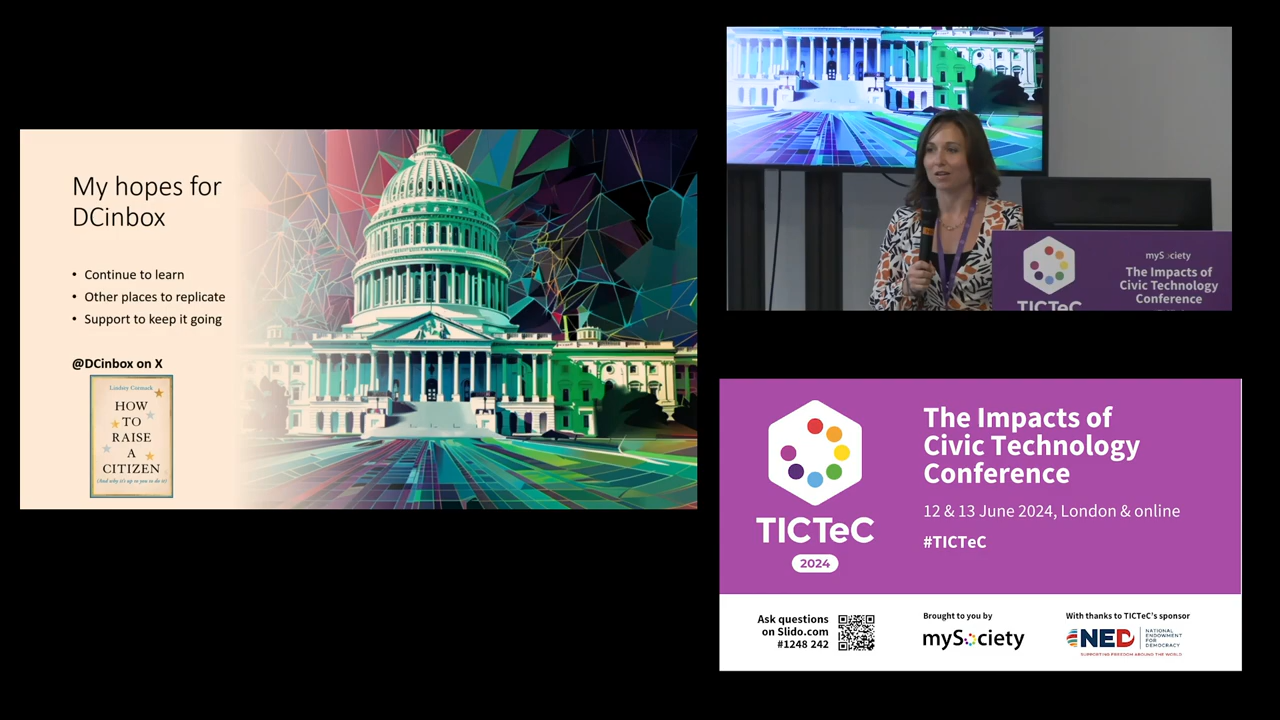 My hopes for
DCinbox
• Continue to learn
• Other places to replicate
• Support to keep it going
@DCinbox on X
Lindsey Cormack
HOW
TO
RAISE
A
CITIZEN
(And why it's up to you to do it)
mySociety
The Impacts of
Civic Technology
Conference
TICTeC
The Impacts of
Civic Technology
Conference
12 & 13 June 2024, London & online
#TICTeC
TICTeC
2024
Ask questions
on Slido.com
#1248 242
Brought to you by
mySociety
With thanks to TICTeC's sponsor
NED
NATIONAL
ENDOWMENT
FOR
DEMOCRACY
SUPPORTING FREEDOM AROUND THE WORLD